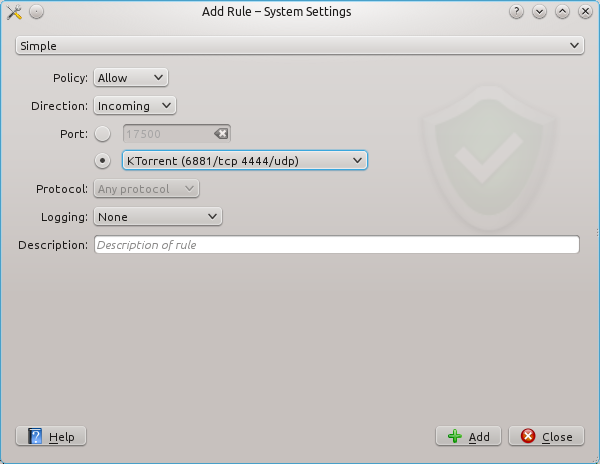 Add Rule – System Settings
Simple
Policy: Allow
Direction: Incoming
Port: 17500
KTorrent (6881/tcp 4444/udp)
Protocol: Any protocol
Logging: None
Description: Description of rule
Help Add Close